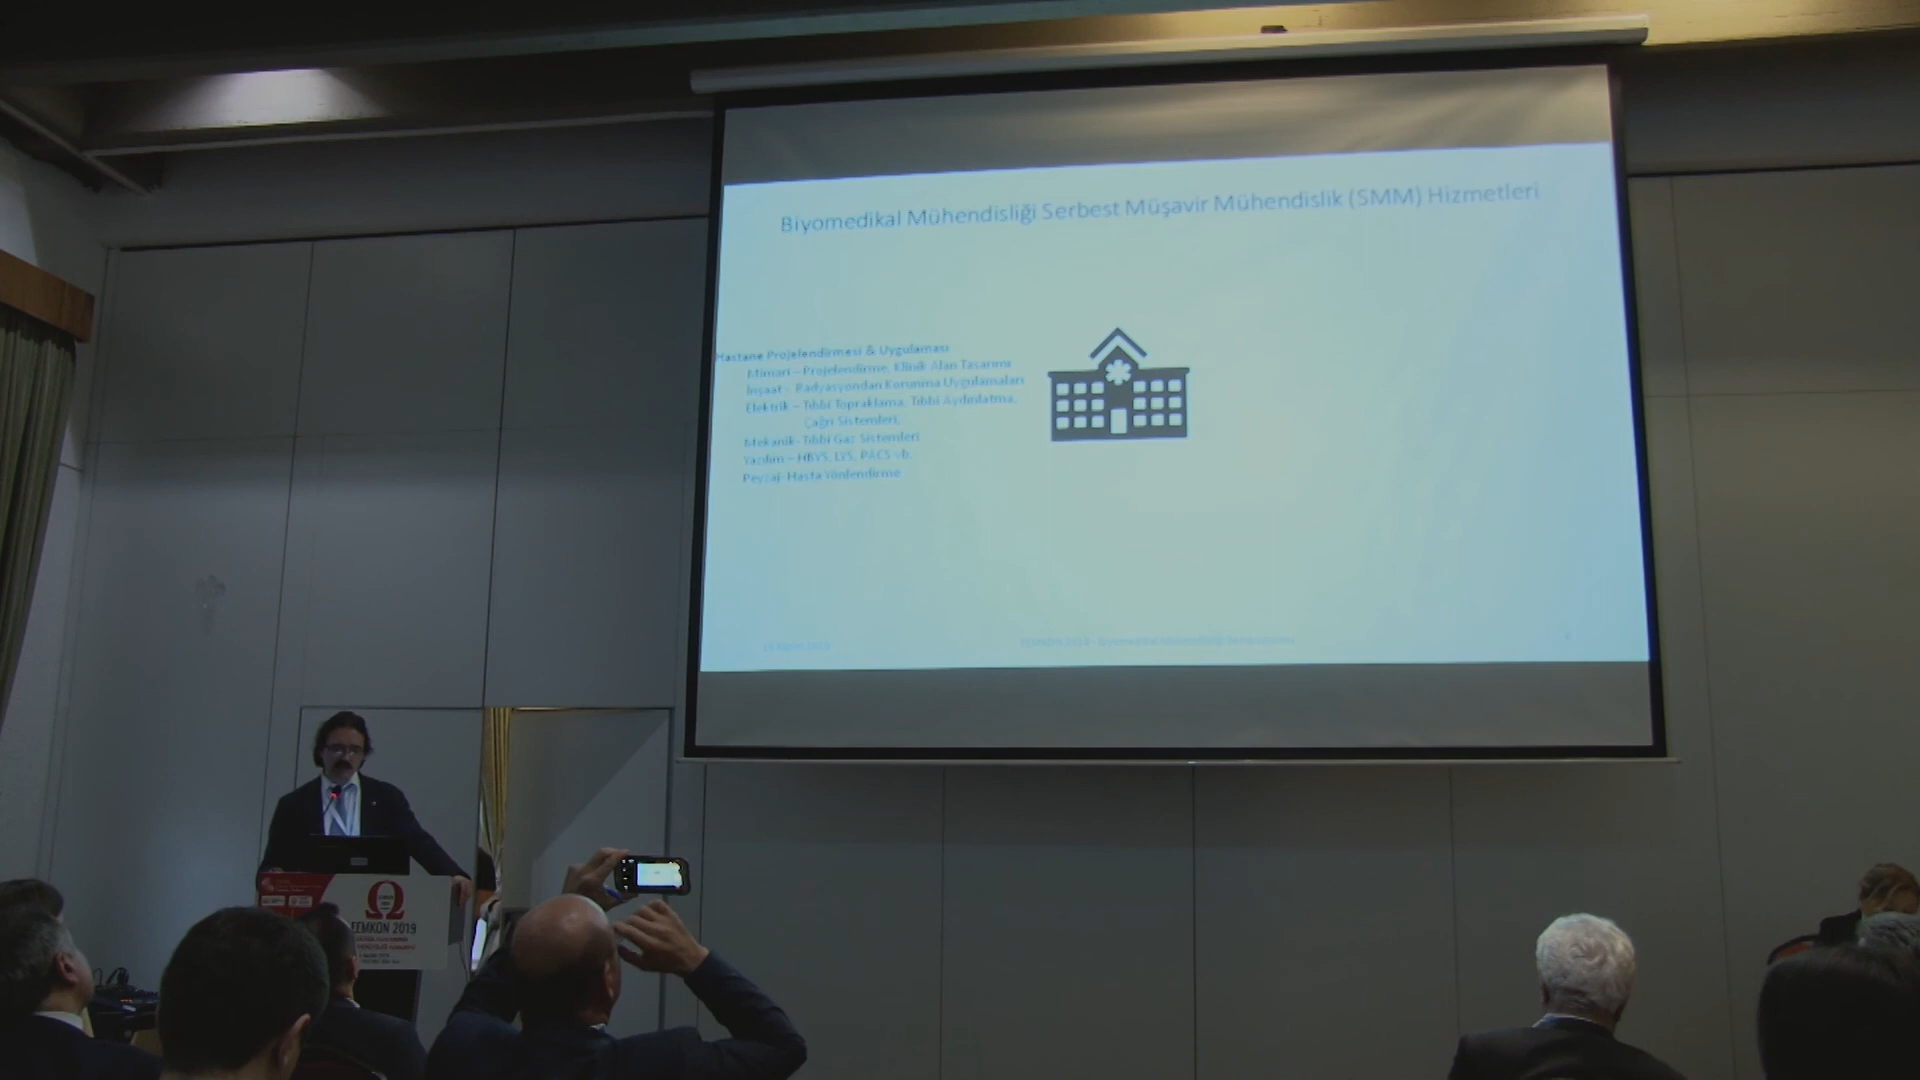 Biyomedikal Mühendisliği Serbest Müşavir Mühendislik (SMM) Hizmetleri
Hastane Projelendirmesi & Uygulaması
Mimari – Projelendirme, Klinik Alan Tasarımı
İnşaat - Radyasyondan Korunma Uygulamaları
Elektrik – Tıbbi Topraklama, Tıbbi Aydınlatma,
Çağrı Sistemleri,
Mekanik- Tıbbi Gaz Sistemleri
Yazılım – HBYS, LYS, PACS vb.
Peyzaj- Hasta Yönlendirme
EEMKON 2019